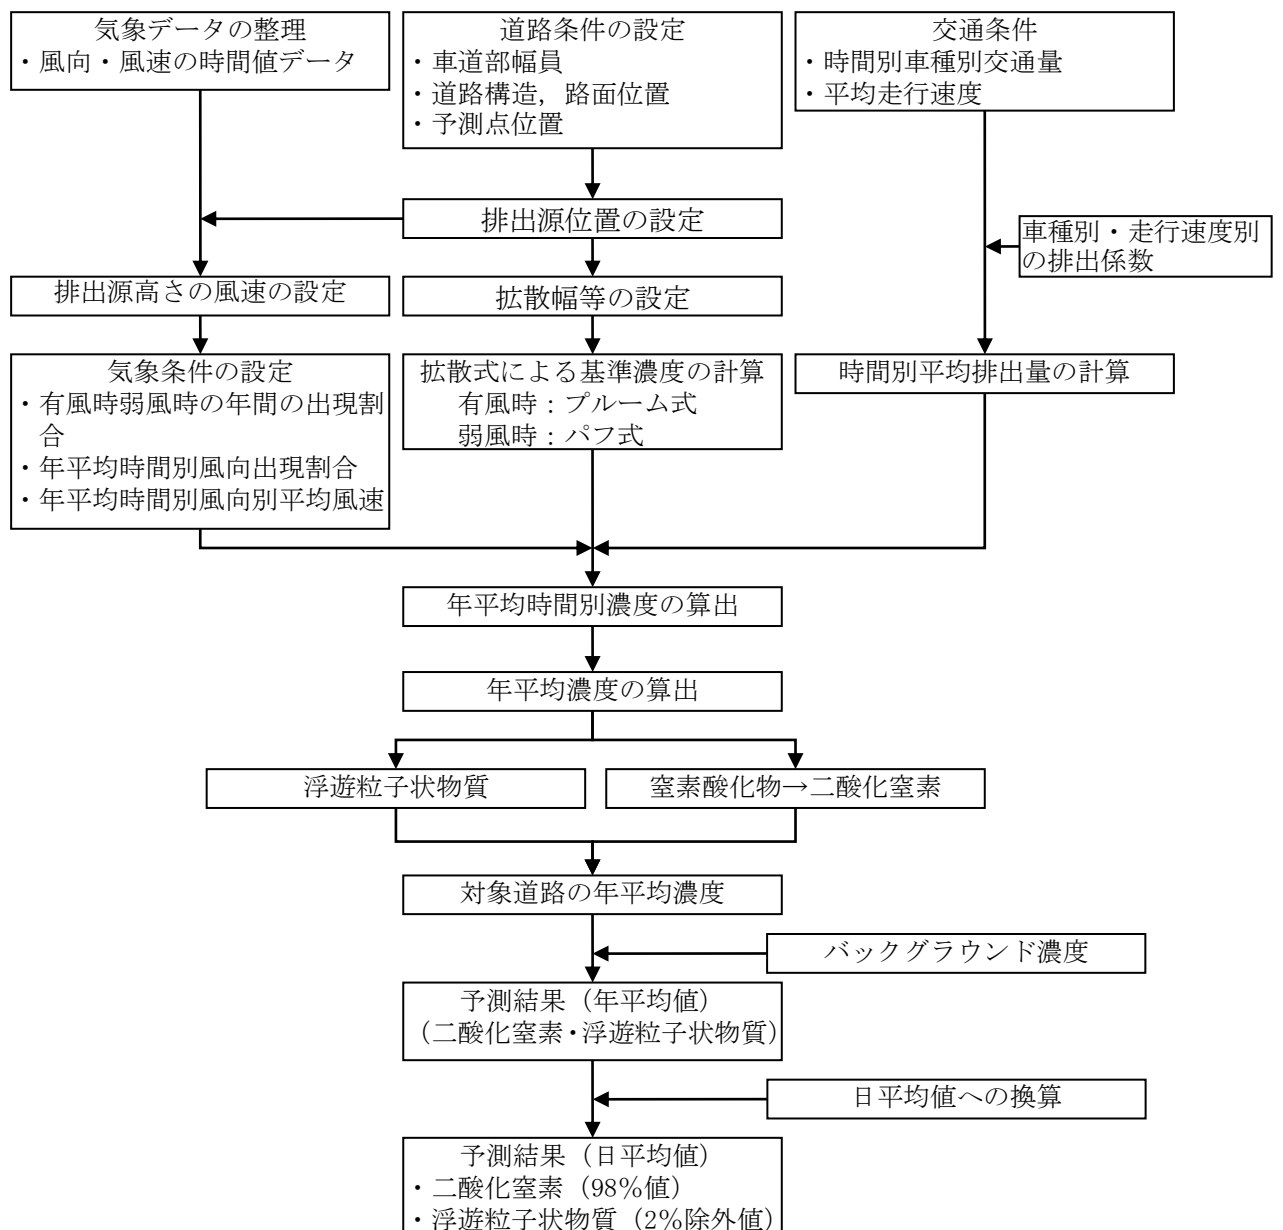 気象データの整理
・風向・風速の時間値データ
道路条件の設定
・車道部幅員
・道路構造，路面位置
・予測点位置
交通条件
・時間別車種別交通量
・平均走行速度
排出源位置の設定
車種別・走行速度別
の排出係数
排出源高さの風速の設定
拡散幅等の設定
気象条件の設定
・有風時弱風時の年間の出現割
合
・年平均時間別風向出現割合
・年平均時間別風向別平均風速
拡散式による基準濃度の計算
有風時：プルーム式
弱風時：パフ式
時間別平均排出量の計算
年平均時間別濃度の算出
年平均濃度の算出
浮遊粒子状物質
窒素酸化物→二酸化窒素
対象道路の年平均濃度
バックグラウンド濃度
予測結果（年平均値）
（二酸化窒素・浮遊粒子状物質）
日平均値への換算
予測結果（日平均値）
・二酸化窒素（98％値）
・浮遊粒子状物質（2％除外値）